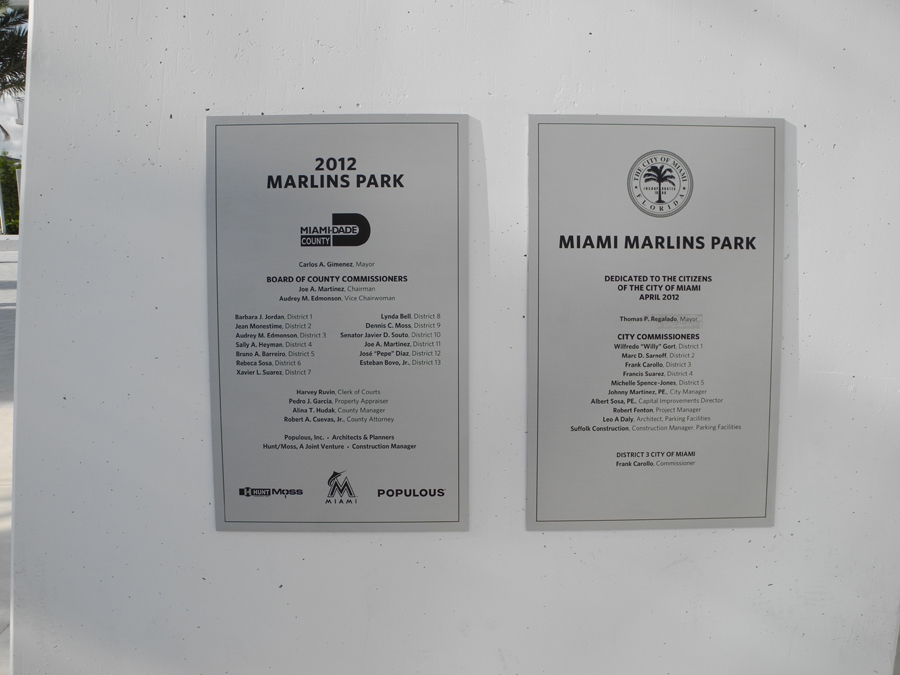 2012
MARLINS PARK
MIAMI-DADE
COUNTY
Carlos A. Gimenez, Mayor
BOARD OF COUNTY COMMISSIONERS
Joe A. Martinez, Chairman
Audrey M. Edmonson, Vice Chairwoman
Barbara J. Jordan, District 1
Jean Monestime, District 2
Audrey M. Edmonson, District 3
Sally A. Heyman, District 4
Bruno A. Barreiro, District 5
Rebeca Sosa, District 6
Xavier L. Suarez, District 7
Lynda Bell, District 8
Dennis C. Moss, District 9
Senator Javier D. Souto, District 10
Joe A. Martinez, District 11
José "Pepe" Diaz, District 12
Esteban Bovo, Jr., District 13
Harvey Ruvin, Clerk of Courts
Pedro J. Garcia, Property Appraiser
Alina T. Hudak, County Manager
Robert A. Cuevas, Jr., County Attorney
Populous, Inc. • Architects & Planners
Hunt/Moss, A Joint Venture • Construction Manager
HUNT Moss
MIAMI
POPULOUS
THE CITY OF MIAMI
INCORPORATED
18 96
FLORIDA
MIAMI MARLINS PARK
DEDICATED TO THE CITIZENS
OF THE CITY OF MIAMI
APRIL 2012
Thomas P. Regalado, Mayor
CITY COMMISSIONERS
Wilfredo "Willy" Gort, District 1
Marc D. Sarnoff, District 2
Frank Carollo, District 3
Francis Suarez, District 4
Michelle Spence-Jones, District 5
Johnny Martinez, PE., City Manager
Albert Sosa, PE., Capital Improvements Director
Robert Fenton, Project Manager
Leo A Daly, Architect, Parking Facilities
Suffolk Construction, Construction Manager, Parking Facilities
DISTRICT 3 CITY OF MIAMI
Frank Carollo, Commissioner